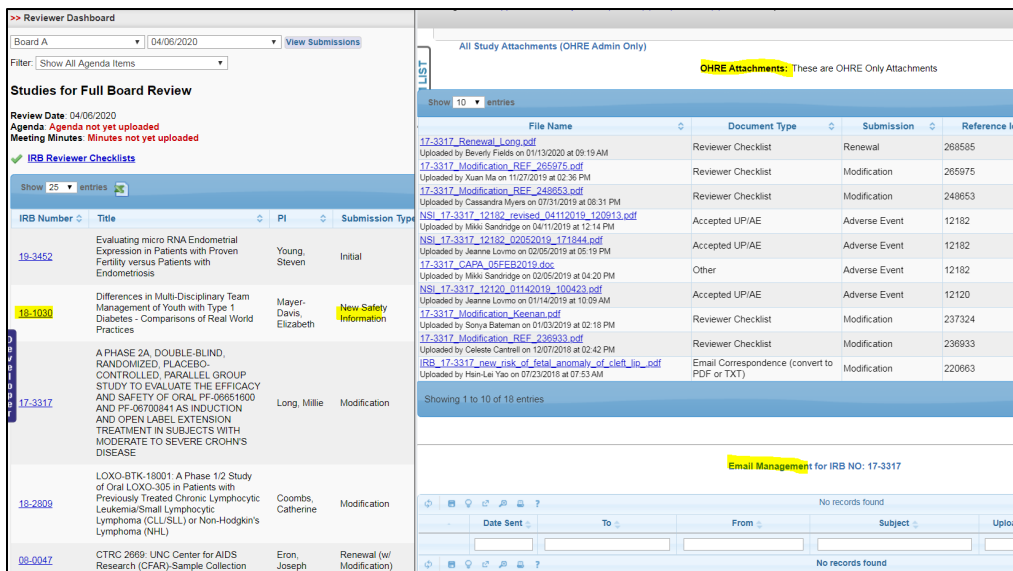 >> Reviewer Dashboard
Board A
04/06/2020
View Submissions
Filter: Show All Agenda Items
Studies for Full Board Review
Review Date: 04/06/2020
Agenda: Agenda not yet uploaded
Meeting Minutes: Minutes not yet uploaded
IRB Reviewer Checklists
Show 25 entries
IRB Number Title PI Submission Type
19-3452
Evaluating micro RNA Endometrial
Expression in Patients with Proven
Fertility versus Patients with
Endometriosis
Young,
Steven
Initial
18-1030
Differences in Multi-Disciplinary Team
Management of Youth with Type 1
Diabetes - Comparisons of Real World
Practices
Mayer-
Davis,
Elizabeth
New Safety
Information
17-3317
A PHASE 2A, DOUBLE-BLIND,
RANDOMIZED, PLACEBO-
CONTROLLED, PARALLEL GROUP
STUDY TO EVALUATE THE EFFICACY
AND SAFETY OF ORAL PF-06651600
AND PF-06700841 AS INDUCTION
AND OPEN LABEL EXTENSION
TREATMENT IN SUBJECTS WITH
MODERATE TO SEVERE CROHN'S
DISEASE
Long, Millie
Modification
18-2809
LOXO-BTK-18001: A Phase 1/2 Study
of Oral LOXO-305 in Patients with
Previously Treated Chronic Lymphocytic
Leukemia/Small Lymphocytic
Lymphoma (CLL/SLL) or Non-Hodgkin's
Lymphoma (NHL)
Coombs,
Catherine
Modification
08-0047
CTRC 2669: UNC Center for AIDS
Research (CFAR)-Sample Collection
Eron,
Joseph
Renewal (w/
Modification)
Developer
LIST
All Study Attachments (OHRE Admin Only)
OHRE Attachments: These are OHRE Only Attachments
Show 10 entries
File Name Document Type Submission Reference Id
17-3317_Renewal_Long.pdf
Uploaded by Beverly Fields on 01/13/2020 at 09:19 AM
Reviewer Checklist Renewal 268585
17-3317_Modification_REF_265975.pdf
Uploaded by Xuan Ma on 11/27/2019 at 02:36 PM
Reviewer Checklist Modification 265975
17-3317_Modification_REF_248653.pdf
Uploaded by Cassandra Myers on 07/31/2019 at 08:31 PM
Reviewer Checklist Modification 248653
NSI_17-3317_12182_revised_04112019_120913.pdf
Uploaded by Mikki Sandridge on 04/11/2019 at 12:14 PM
Accepted UP/AE Adverse Event 12182
NSI_17-3317_12182_02052019_171844.pdf
Uploaded by Jeanne Lovmo on 02/05/2019 at 05:19 PM
Accepted UP/AE Adverse Event 12182
17-3317_CAPA_05FEB2019.doc
Uploaded by Mikki Sandridge on 02/05/2019 at 04:20 PM
Other Adverse Event 12182
NSI_17-3317_12120_01142019_100423.pdf
Uploaded by Jeanne Lovmo on 01/14/2019 at 10:09 AM
Accepted UP/AE Adverse Event 12120
17-3317_Modification_Keenan.pdf
Uploaded by Sonya Bateman on 01/03/2019 at 02:18 PM
Reviewer Checklist Modification 237324
17-3317_Modification_REF_236933.pdf
Uploaded by Celeste Cantrell on 12/07/2018 at 02:42 PM
Reviewer Checklist Modification 236933
IRB_17-3317_new_risk_of_fetal_anomaly_of_cleft_lip_.pdf
Uploaded by Hsin-Lei Yao on 07/23/2018 at 07:53 AM
Email Correspondence (convert to
PDF or TXT)
Modification 220663
Showing 1 to 10 of 18 entries
Email Management for IRB NO: 17-3317
No records found
Date Sent To From Subject Uploa
No records found